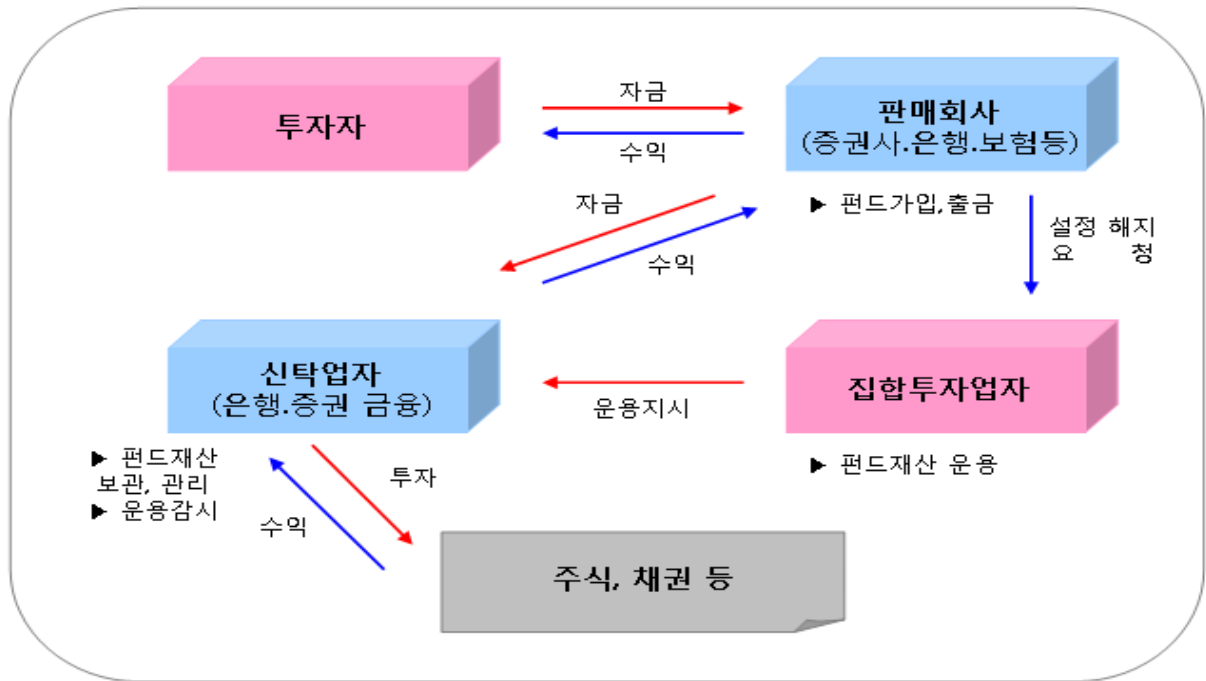 투자자
자금
수익
판매회사
(증권사.은행.보험등)
▶ 펀드가입,출금
자금
수익
설정 해지
요 청
신탁업자
(은행.증권 금융)
▶ 펀드재산
보관, 관리
▶ 운용감시
운용지시
집합투자업자
▶ 펀드재산 운용
투자
수익
주식, 채권 등